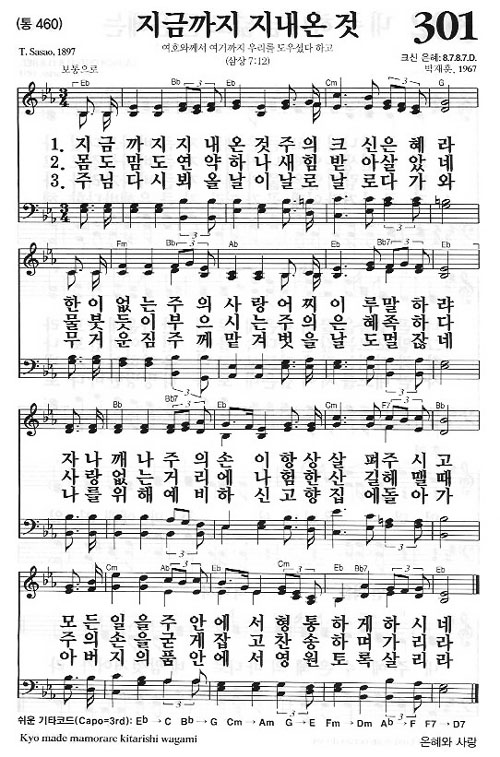 (통 460)
지금까지 지내온 것
301
T. Sasao, 1897
여호와께서 여기까지 우리를 도우셨다 하고
(삼상 7:12)
크신 은혜: 8.7.8.7.D.
박재훈, 1967
보통으로
Eb Bb Bb7 Eb Cm G
1. 지금 까지지 내온 것주의크 신은혜라
2. 몸도 맘도연 약하나새힘받 아살았네
3. 주님 다시뵈 올날이날로날 로다가와
3 3
Fm Bb7 Ab Eb Bb7 Eb
한이없는주 의사랑어찌이 루말하랴
물붓듯이부 으시는주의은 혜족하다
무거운짐주 께맡겨벗을날 도멀잖네
3 3
Bb Bb7 Eb Cm F7 Bb
자나깨나주의손 이항상살 펴주시고
사랑없는거리에 나험한산 길헤맬때
나를위해예비하 신고향집 에돌아가
3 3
Eb Cm Gm Ab Cm Eb Bb7 Eb
모든일을주 안에서형통하 게하시네
주의손을굳 게잡고찬송하 며가리라
아버지의품 안에서영원토 록살리라
3 3
쉬운 기타코드(Capo=3rd): Eb → C Bb → G Cm → Am G → E Fm → Dm Ab → F F7 → D7
Kyo made mamorare kitarishi wagami
은혜와 사랑